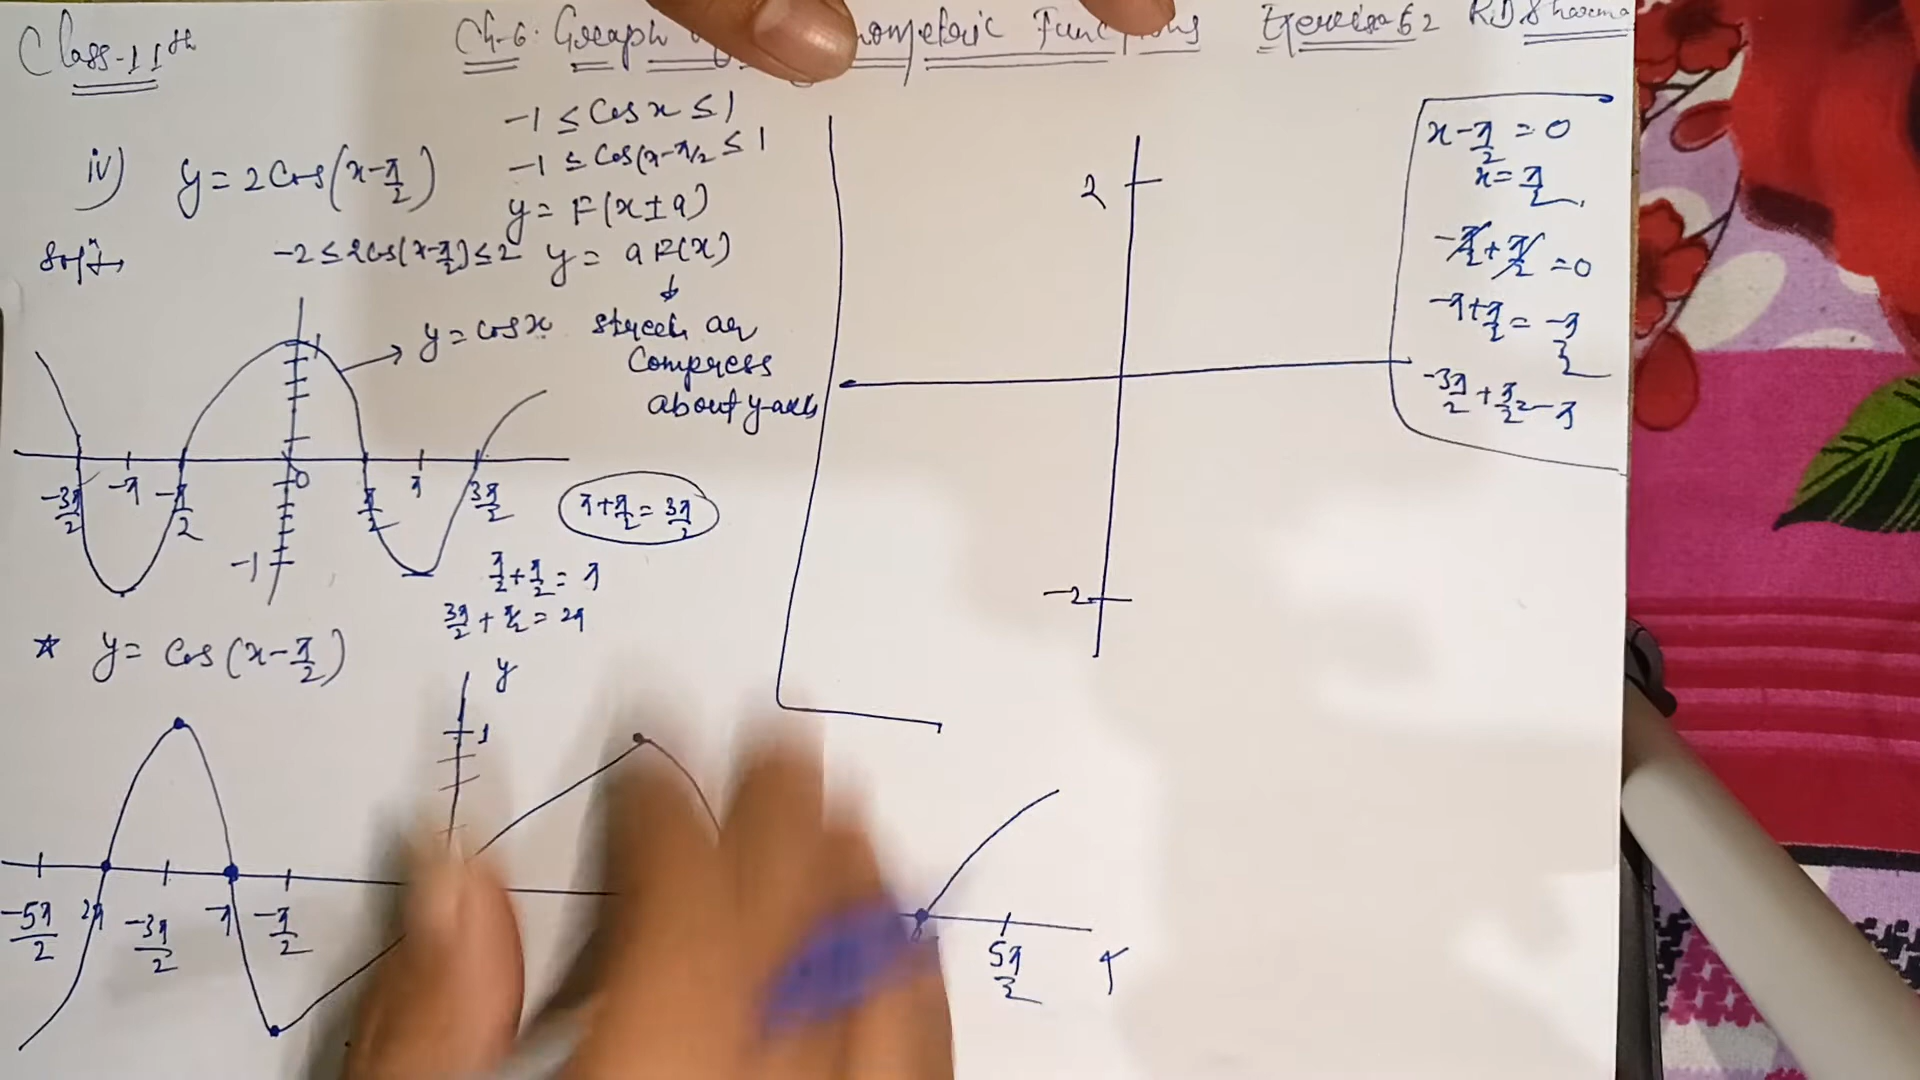 Class-11th
Ch-6: Graph Functions Exercise 6.2 RD Sharma
iv) y = 2 Cos(x-π/2)
-1 ≤ Cos x ≤ 1
-1 ≤ Cos(x-π/2 ≤ 1
y = F(x±a)
Sol^n→
-2 ≤ 2Cos(x-π/2) ≤ 2
y = a F(x)
y = cos x
strech or
Compress
about y-axis
1
0
-1
-3π/2 -π -π/2 π/2 π 3π/2
π+π/2 = 3π/2
π/2+π/2 = π
3π/2 + π/2 = 2π
* y = Cos(x-π/2)
y
1
-5π/2 2π -3π/2 -π -π/2
5π/2
2
-2
x-π/2 = 0
x = π/2
-π/2+π/2 = 0
-π+π/2 = -π/2
-3π/2+π/2=-π